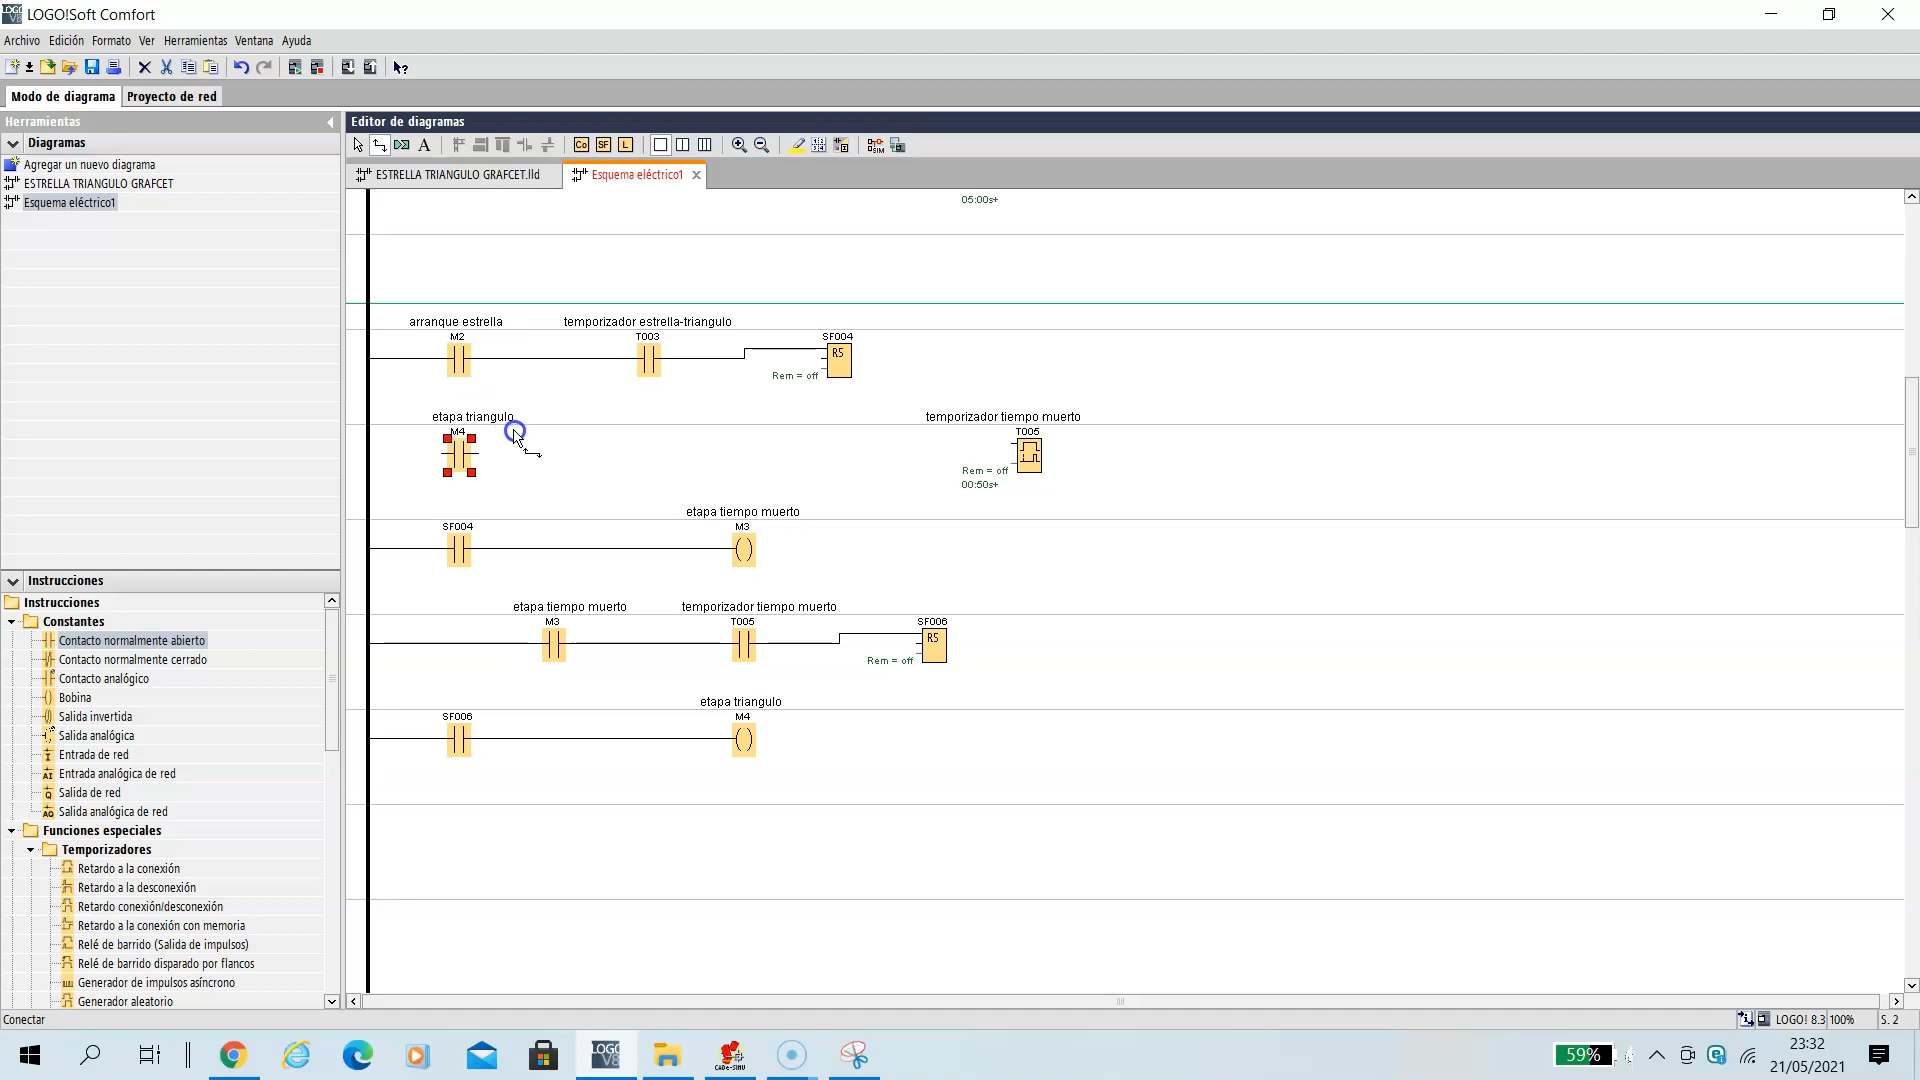 LOGO!Soft Comfort
Archivo Edición Formato Ver Herramientas Ventana Ayuda
Modo de diagrama Proyecto de red
Herramientas
Diagramas
Agregar un nuevo diagrama
ESTRELLA TRIANGULO GRAFCET
Esquema eléctrico1
Instrucciones
Instrucciones
Constantes
Contacto normalmente abierto
Contacto normalmente cerrado
Contacto analógico
Bobina
Salida invertida
Salida analógica
Entrada de red
Entrada analógica de red
Salida de red
Salida analógica de red
Funciones especiales
Temporizadores
Retardo a la conexión
Retardo a la desconexión
Retardo conexión/desconexión
Retardo a la conexión con memoria
Relé de barrido (Salida de impulsos)
Relé de barrido disparado por flancos
Generador de impulsos asíncrono
Generador aleatorio
Editor de diagramas
A Co SF L SIM
ESTRELLA TRIANGULO GRAFCET.lld Esquema eléctrico1
05:00s+
arranque estrella temporizador estrella-triangulo
M2 T003 SF004
RS
Rem = off
etapa triangulo temporizador tiempo muerto
M4 T005
Rem = off
00:50s+
etapa tiempo muerto
SF004 M3
etapa tiempo muerto temporizador tiempo muerto
M3 T005 SF006
RS
Rem = off
etapa triangulo
SF006 M4
Conectar
LOGO! 8.3 100% S. 2
LOGO V8
CADe-SIMU
59%
23:32
21/05/2021